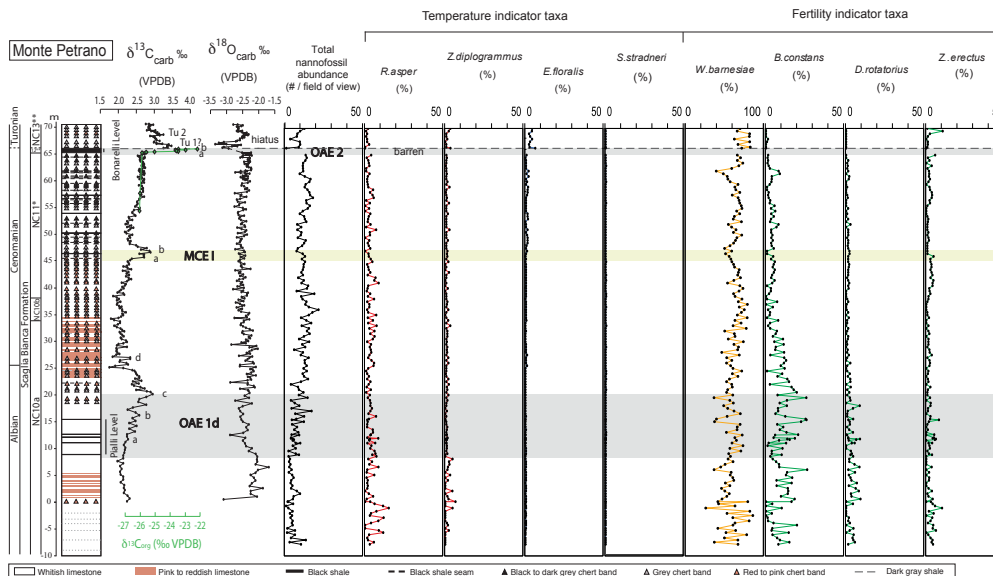 Temperature indicator taxa
Fertility indicator taxa
Monte Petrano
δ13Ccarb ‰
(VPDB)
δ18Ocarb ‰
(VPDB)
Total
nannofossil
abundance
(# / field of view)
R.asper
(%)
Z.diplogrammus
(%)
E.floralis
(%)
S.stradneri
(%)
W.barnesiae
(%)
B.constans
(%)
D.rotatorius
(%)
Z.erectus
(%)
1.5 2.0 2.5 3.0 3.5 4.0
-3.5 -3.0 -2.5 -2.0 -1.5
0 50 0 50 0 50 0 50 0 50 0 100 0 50 0 50 0 50
m
70
65
60
55
50
45
40
35
30
25
20
15
10
5
0
-5
-10
Turonian
Cenomanian
Albian
Scaglia Bianca Formation
NC13**
NC11*
NC10b
NC10a
Bonarelli Level
Pialli Level
Tu 2
Tu 1?
b
a
hiatus
OAE 2
barren
b
a
MCE I
d
c
b
a
OAE 1d
-27 -26 -25 -24 -23 -22
δ13Corg (‰ VPDB)
Whitish limestone
Pink to reddish limestone
Black shale
Black shale seam
Black to dark grey chert band
Grey chert band
Red to pink chert band
Dark gray shale